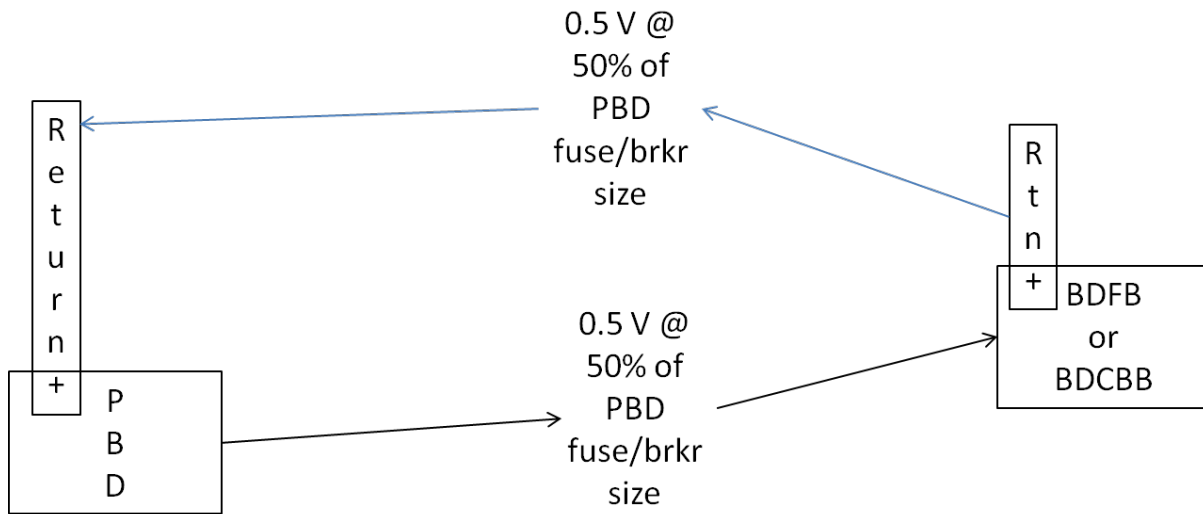 0.5 V @
50% of
PBD
fuse/brkr
size
R
e
t
u
r
n
+
R
t
n
+
BDFB
or
BDCBB
0.5 V @
50% of
PBD
fuse/brkr
size
P
B
D